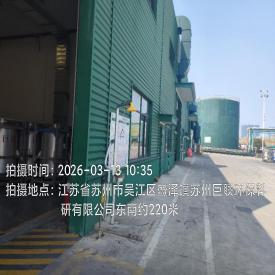 拍摄时间: 2026-03-13 10:35
拍摄地点: 江苏省苏州市吴江区震泽镇苏州巨联环保科
研有限公司东南约220米